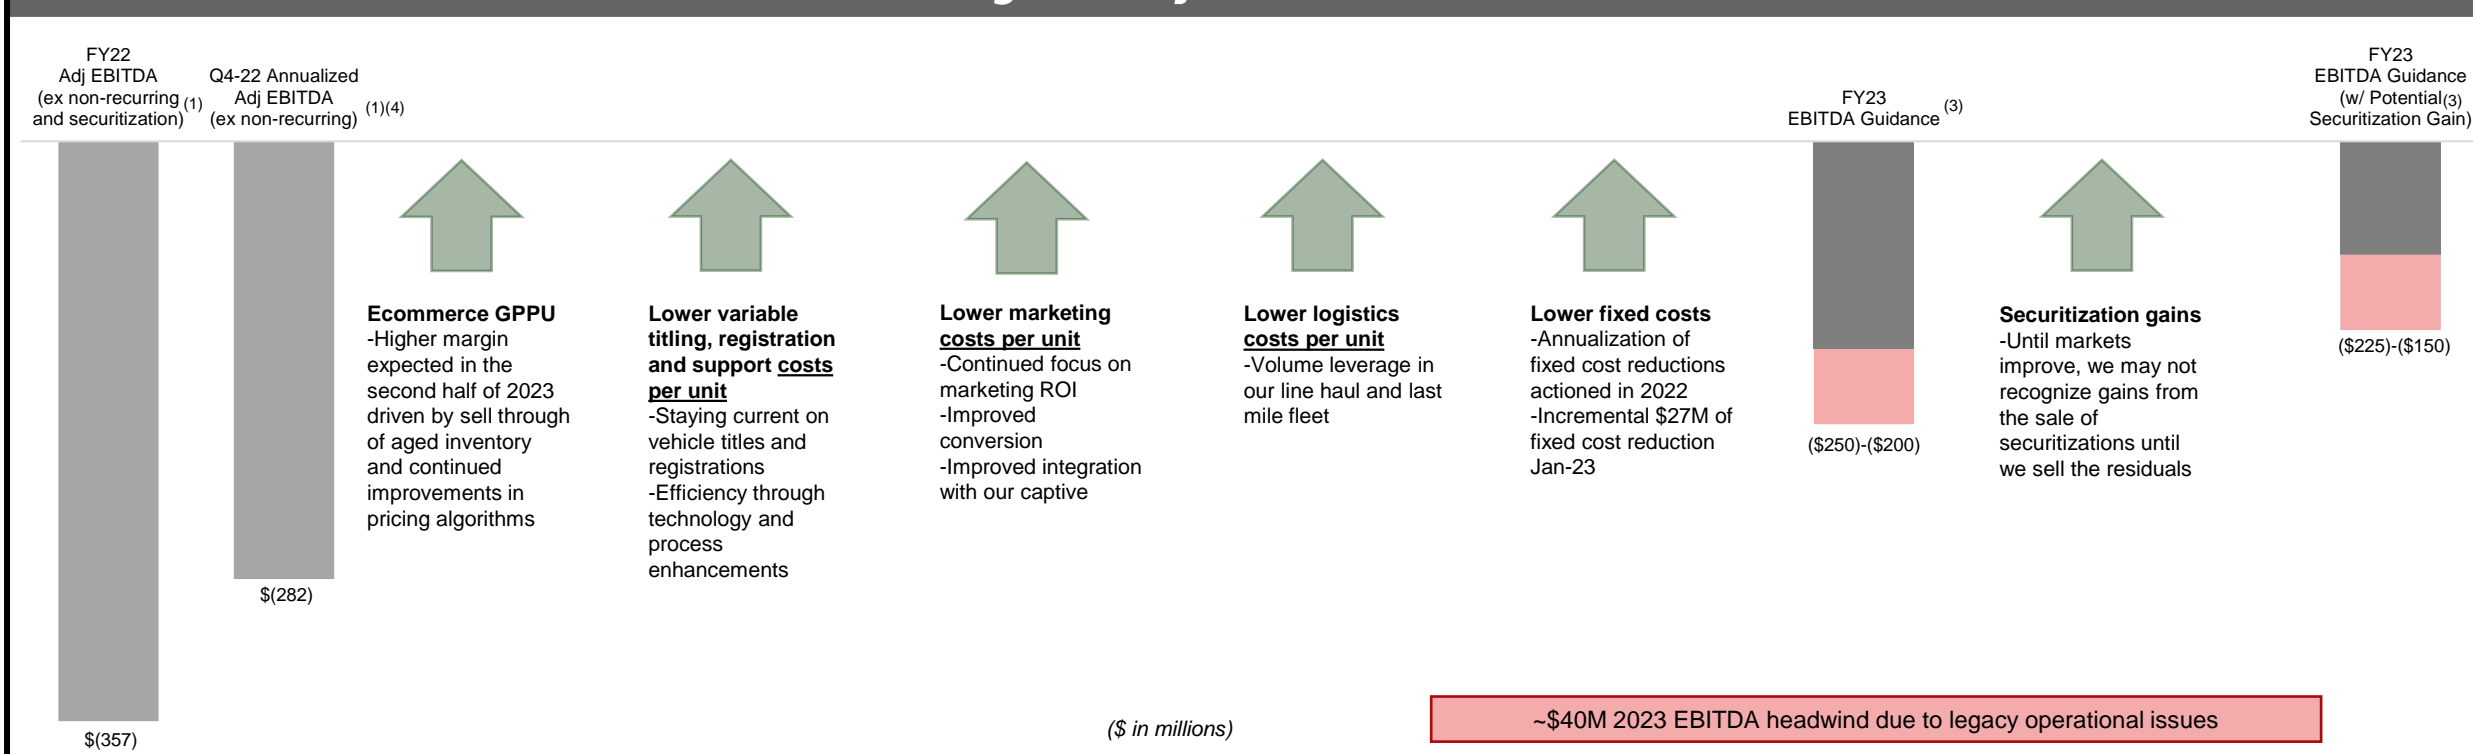 FY22
Adj EBITDA
(ex non-recurring (1)
and securitization)
Q4-22 Annualized
Adj EBITDA (1)(4)
(ex non-recurring)
FY23
EBITDA Guidance (3)
FY23
EBITDA Guidance
(w/ Potential(3)
Securitization Gain)
Ecommerce GPPU
-Higher margin
expected in the
second half of 2023
driven by sell through
of aged inventory
and continued
improvements in
pricing algorithms
Lower variable
titling, registration
and support costs
per unit
-Staying current on
vehicle titles and
registrations
-Efficiency through
technology and
process
enhancements
Lower marketing
costs per unit
-Continued focus on
marketing ROI
-Improved
conversion
-Improved integration
with our captive
Lower logistics
costs per unit
-Volume leverage in
our line haul and last
mile fleet
Lower fixed costs
-Annualization of
fixed cost reductions
actioned in 2022
-Incremental $27M of
fixed cost reduction
Jan-23
($250)-($200)
Securitization gains
-Until markets
improve, we may not
recognize gains from
the sale of
securitizations until
we sell the residuals
($225)-($150)
$(282)
$(357)
($ in millions)
~$40M 2023 EBITDA headwind due to legacy operational issues